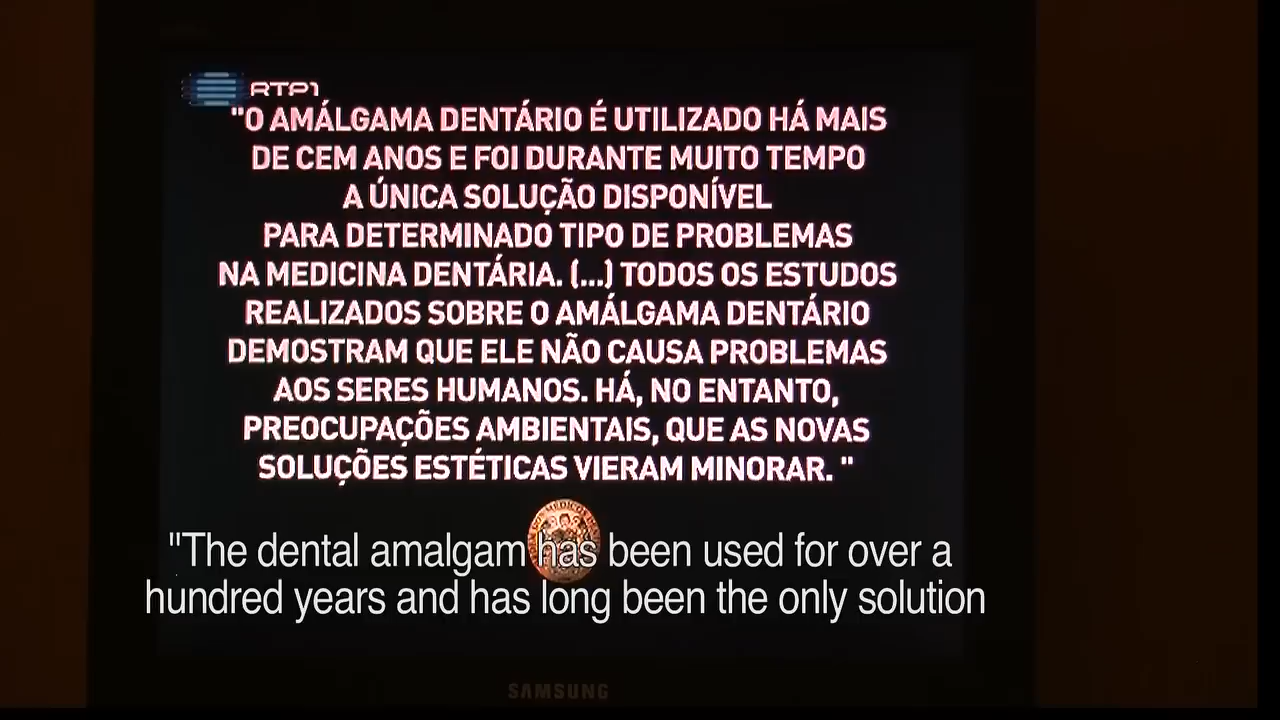 RTP1
"O AMÁLGAMA DENTÁRIO É UTILIZADO HÁ MAIS
DE CEM ANOS E FOI DURANTE MUITO TEMPO
A ÚNICA SOLUÇÃO DISPONÍVEL
PARA DETERMINADO TIPO DE PROBLEMAS
NA MEDICINA DENTÁRIA. (...) TODOS OS ESTUDOS
REALIZADOS SOBRE O AMÁLGAMA DENTÁRIO
DEMOSTRAM QUE ELE NÃO CAUSA PROBLEMAS
AOS SERES HUMANOS. HÁ, NO ENTANTO,
PREOCUPAÇÕES AMBIENTAIS, QUE AS NOVAS
SOLUÇÕES ESTÉTICAS VIERAM MINORAR. "
"The dental amalgam has been used for over a
hundred years and has long been the only solution
SAMSUNG